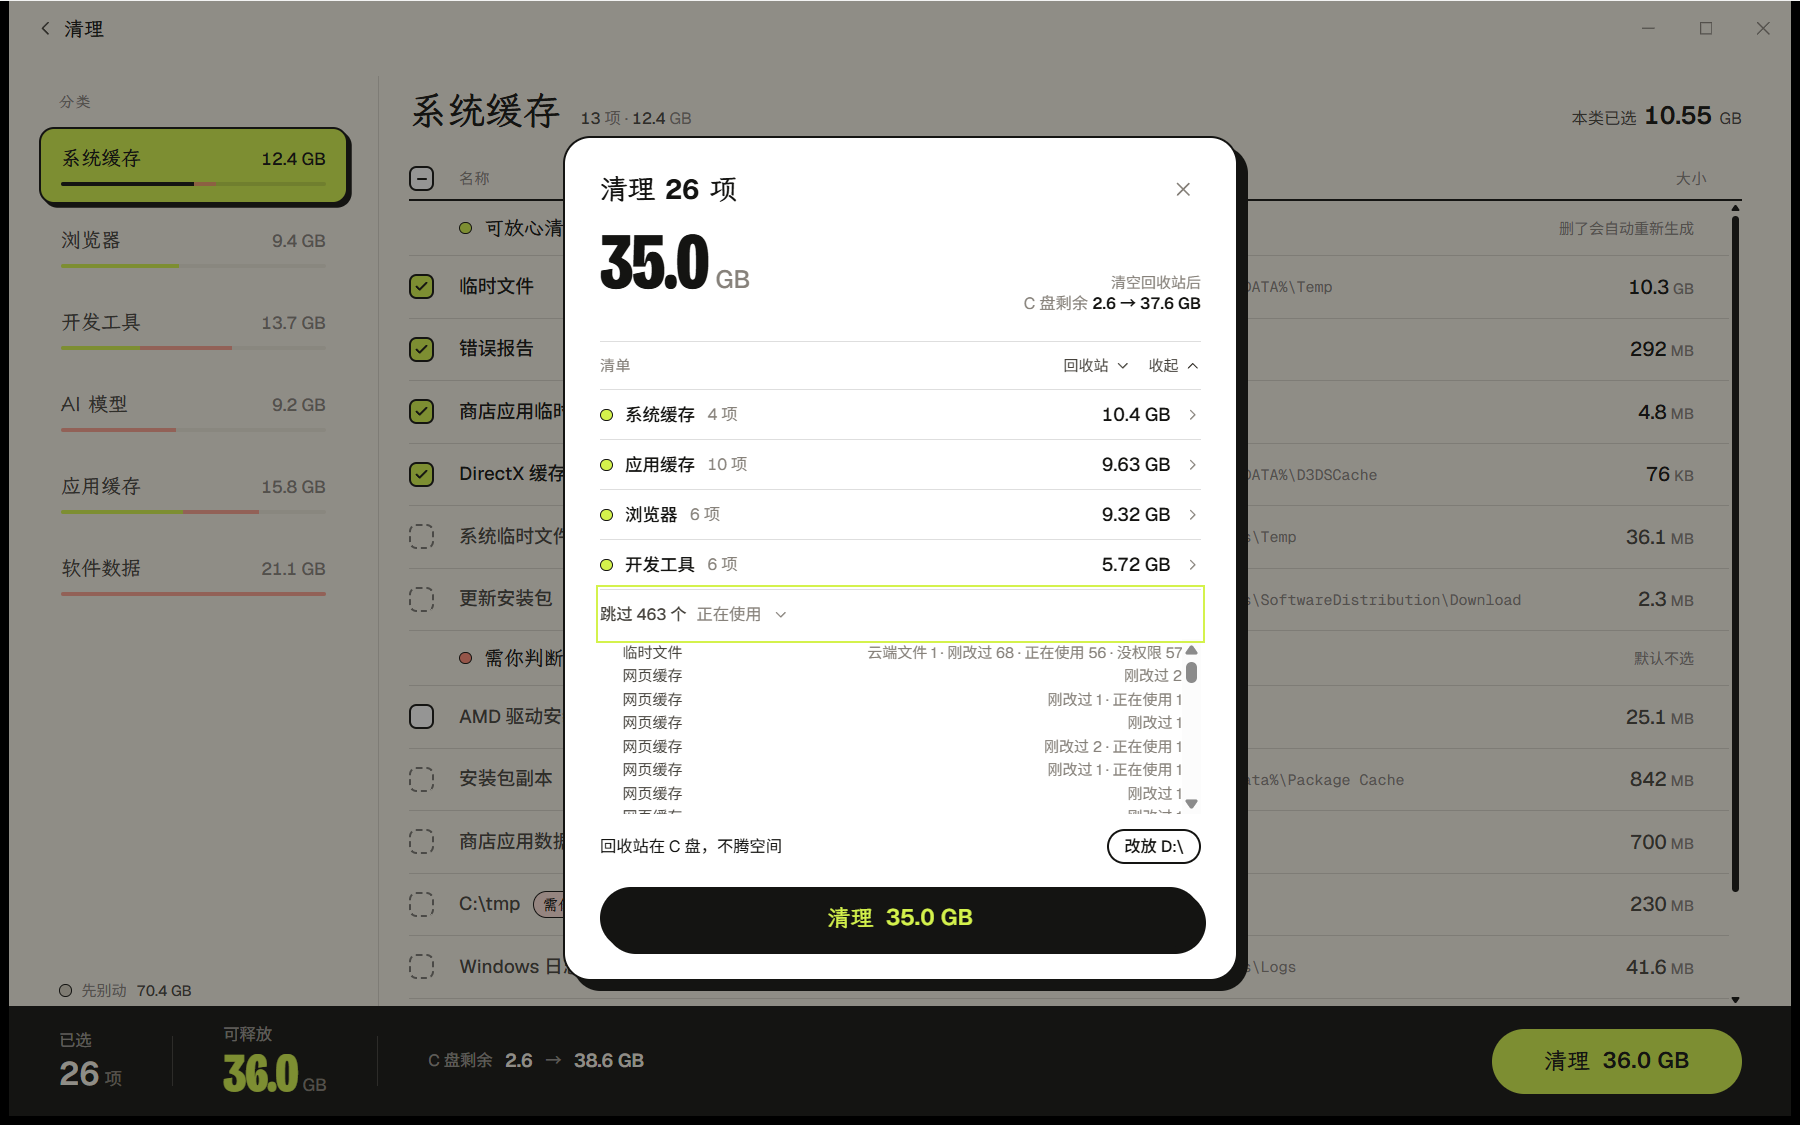 清理
分类
系统缓存 12.4 GB
浏览器 9.4 GB
开发工具 13.7 GB
AI 模型 9.2 GB
应用缓存 15.8 GB
软件数据 21.1 GB
先别动 70.4 GB
系统缓存 13 项 · 12.4 GB
本类已选 10.55 GB
名称 大小
可放心清 删了会自动重新生成
临时文件 DATA%\Temp 10.3 GB
错误报告 292 MB
商店应用临时 4.8 MB
DirectX 缓存 DATA%\D3DSCache 76 KB
系统临时文件 s\Temp 36.1 MB
更新安装包 s\SoftwareDistribution\Download 2.3 MB
需你判断 默认不选
AMD 驱动安 25.1 MB
安装包副本 ata%\Package Cache 842 MB
商店应用数据 700 MB
C:\tmp 需 230 MB
Windows 日 s\Logs 41.6 MB
清理 26 项
35.0 GB
清空回收站后
C 盘剩余 2.6 → 37.6 GB
清单 回收站 收起
系统缓存 4 项 10.4 GB
应用缓存 10 项 9.63 GB
浏览器 6 项 9.32 GB
开发工具 6 项 5.72 GB
跳过 463 个 正在使用
临时文件 云端文件 1 · 刚改过 68 · 正在使用 56 · 没权限 57
网页缓存 刚改过 2
网页缓存 刚改过 1 · 正在使用 1
网页缓存 刚改过 1
网页缓存 刚改过 2 · 正在使用 1
网页缓存 刚改过 1 · 正在使用 1
网页缓存 刚改过 1
网页缓存 刚改过 1
回收站在 C 盘，不腾空间 改放 D:\
清理 35.0 GB
已选
26 项
可释放
36.0 GB
C 盘剩余 2.6 → 38.6 GB
清理 36.0 GB